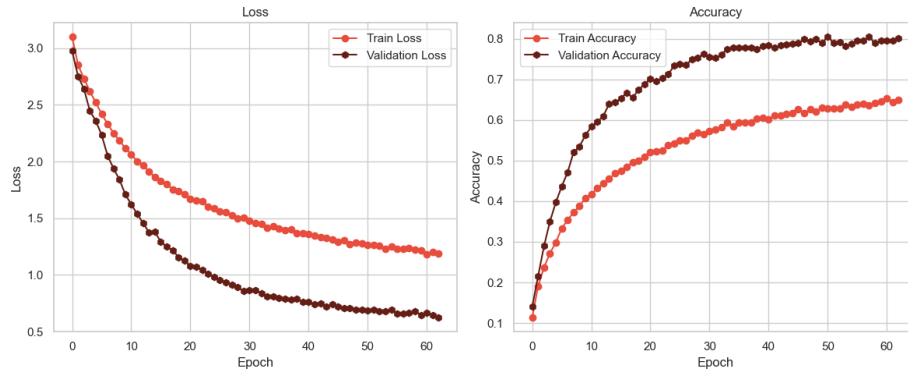 Loss
Train Loss
Validation Loss
3.0
2.5
2.0
1.5
1.0
0.5
Loss
0
10
20
30
40
50
60
Epoch
Accuracy
Train Accuracy
Validation Accuracy
0.8
0.7
0.6
0.5
0.4
0.3
0.2
0.1
Accuracy
0
10
20
30
40
50
60
Epoch